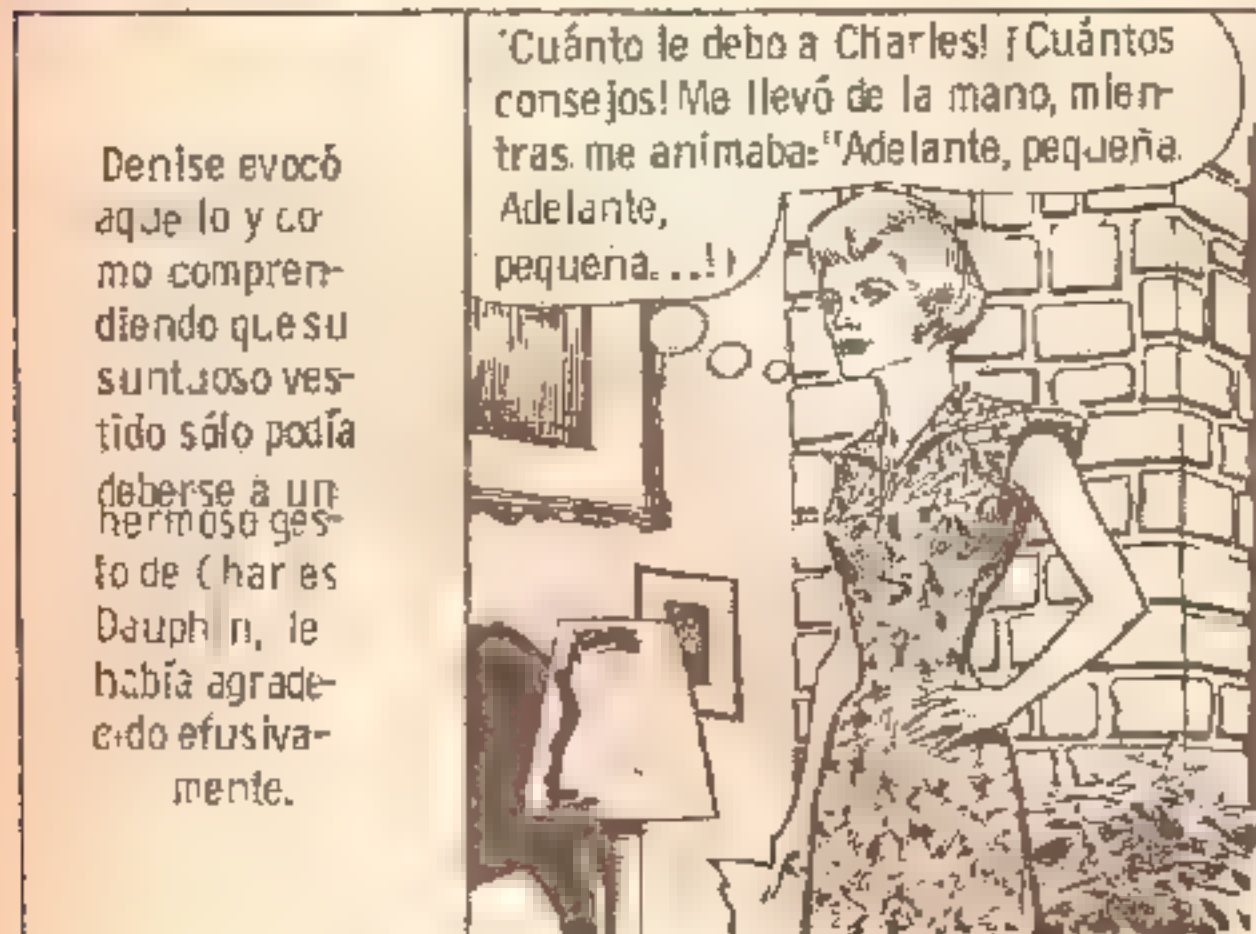 Denise evocó
aquello y co-
mo compren-
diendo que su
suntuoso ves-
tido sólo podía
deberse a un
hermoso ges-
to de Charles
Dauphin, le
había agrade-
cido efusiva-
mente.
¡Cuánto le debo a Charles! ¡Cuántos
consejos! Me llevó de la mano, mien-
tras me animaba: "Adelante, pequeña.
Adelante,
pequeña...!"